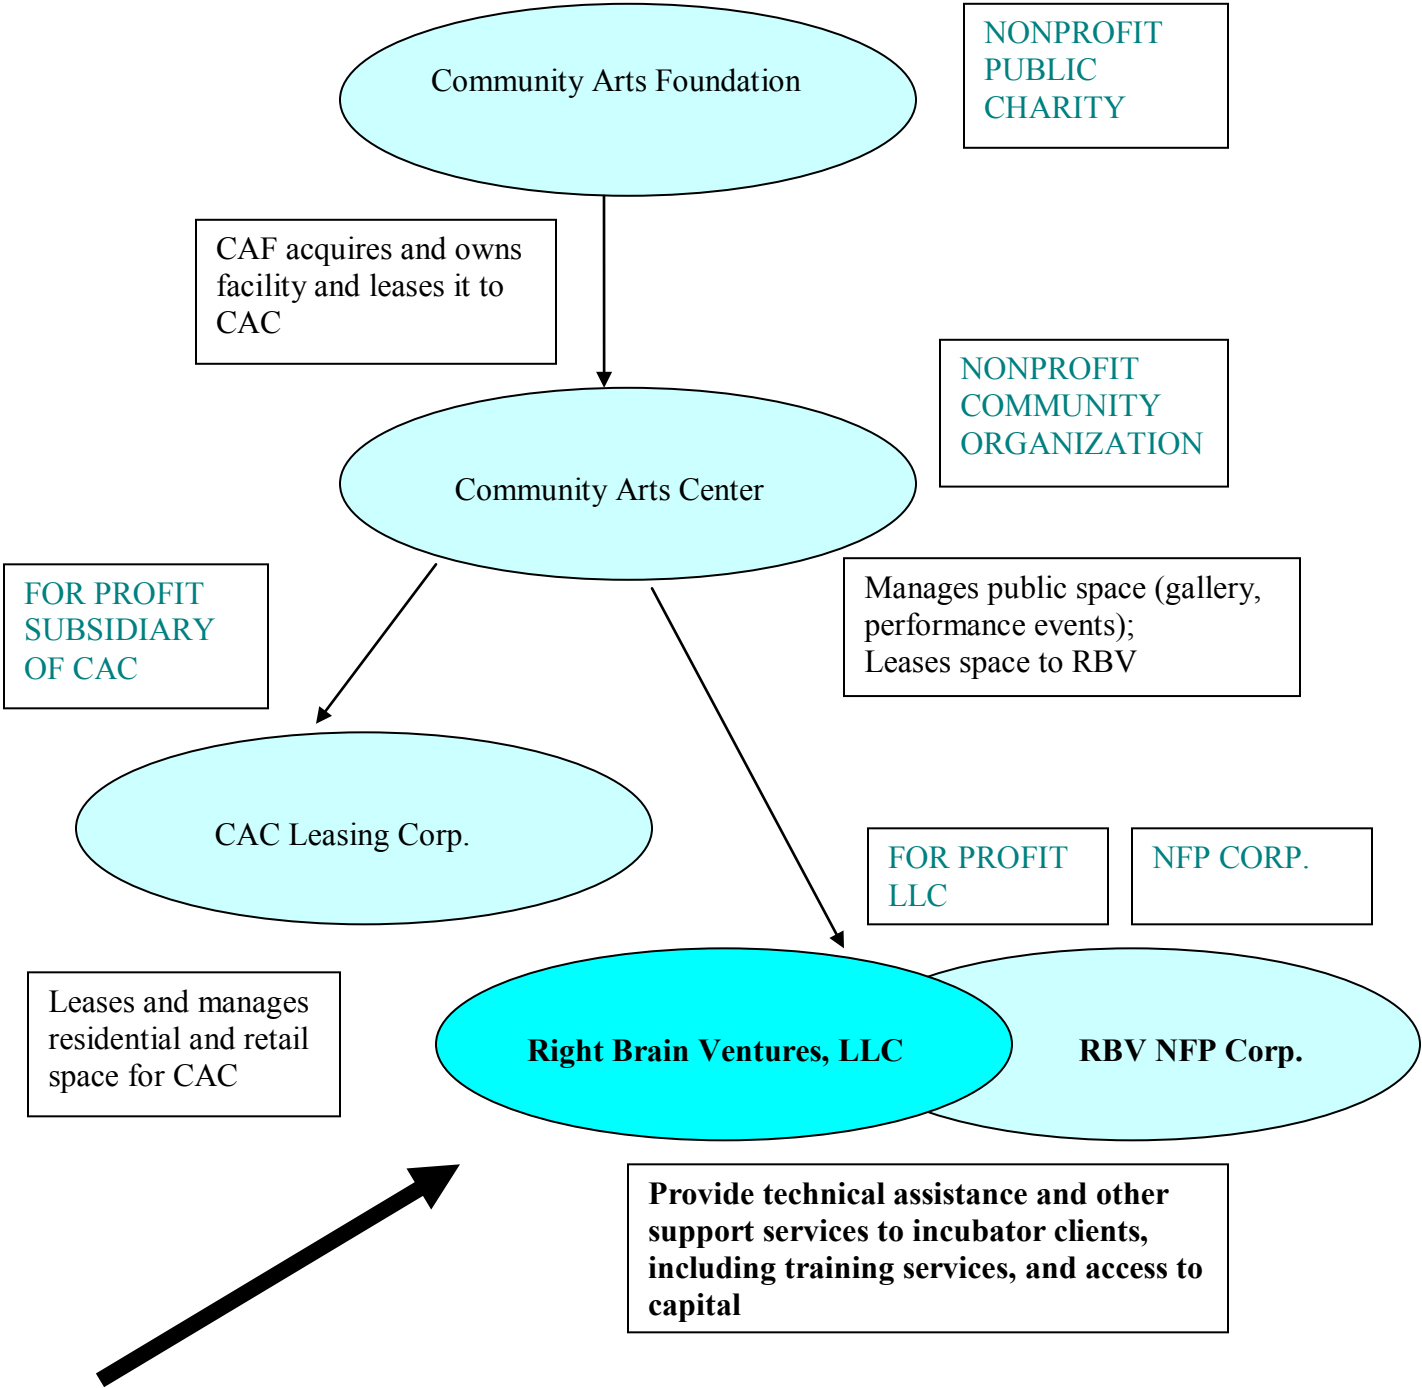 Community Arts Foundation
NONPROFIT
PUBLIC
CHARITY
CAF acquires and owns
facility and leases it to
CAC
NONPROFIT
COMMUNITY
ORGANIZATION
Community Arts Center
FOR PROFIT
SUBSIDIARY
OF CAC
Manages public space (gallery,
performance events);
Leases space to RBV
CAC Leasing Corp.
FOR PROFIT
LLC
NFP CORP.
Leases and manages
residential and retail
space for CAC
Right Brain Ventures, LLC
RBV NFP Corp.
Provide technical assistance and other
support services to incubator clients,
including training services, and access to
capital